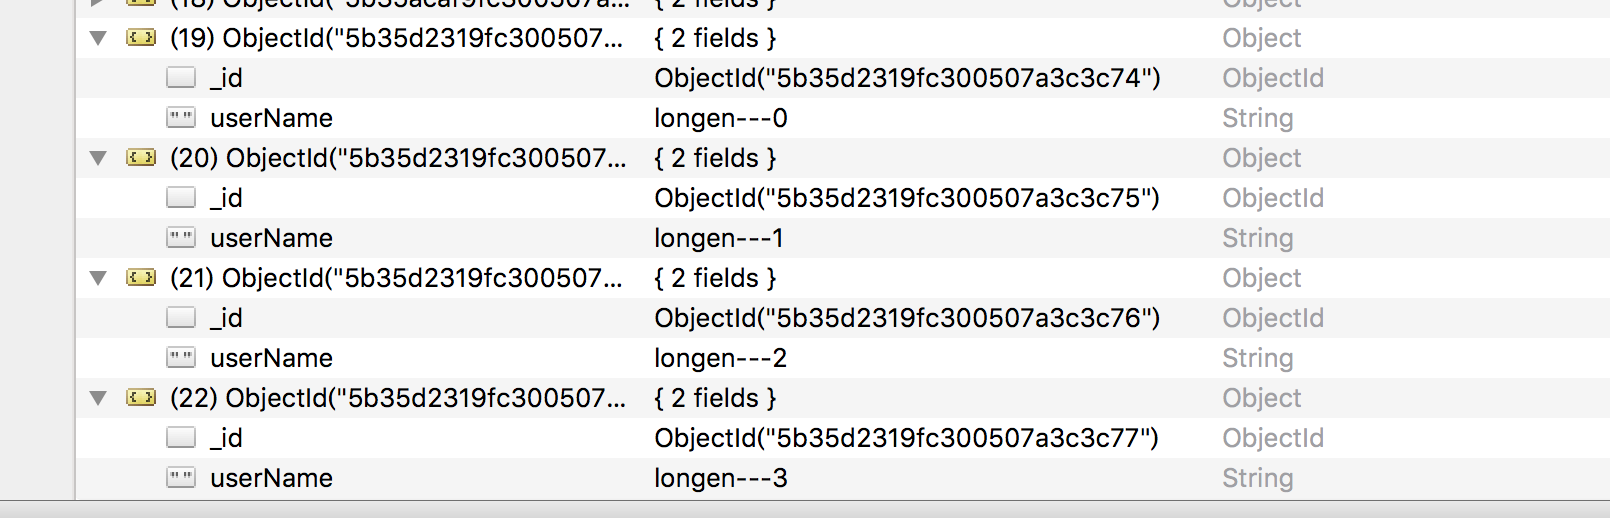 (18) ObjectId("5b35acaf9fc300507a... { 2 fields } Object
(19) ObjectId("5b35d2319fc300507... { 2 fields } Object
_id ObjectId("5b35d2319fc300507a3c3c74") ObjectId
userName longen---0 String
(20) ObjectId("5b35d2319fc300507... { 2 fields } Object
_id ObjectId("5b35d2319fc300507a3c3c75") ObjectId
userName longen---1 String
(21) ObjectId("5b35d2319fc300507... { 2 fields } Object
_id ObjectId("5b35d2319fc300507a3c3c76") ObjectId
userName longen---2 String
(22) ObjectId("5b35d2319fc300507... { 2 fields } Object
_id ObjectId("5b35d2319fc300507a3c3c77") ObjectId
userName longen---3 String